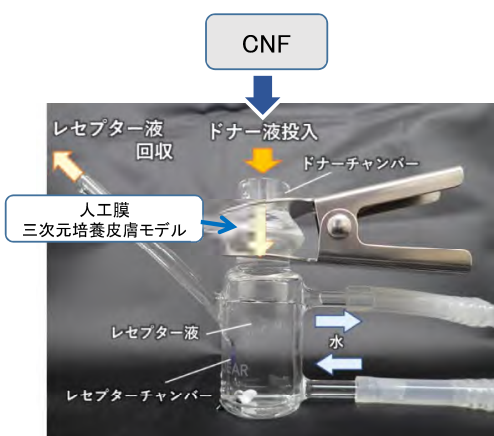 CNF
レセプター液
回収
ドナー液投入
ドナーチャンバー
人工膜
三次元培養皮膚モデル
レセプター液
水
EAR
レセプターチャンバー